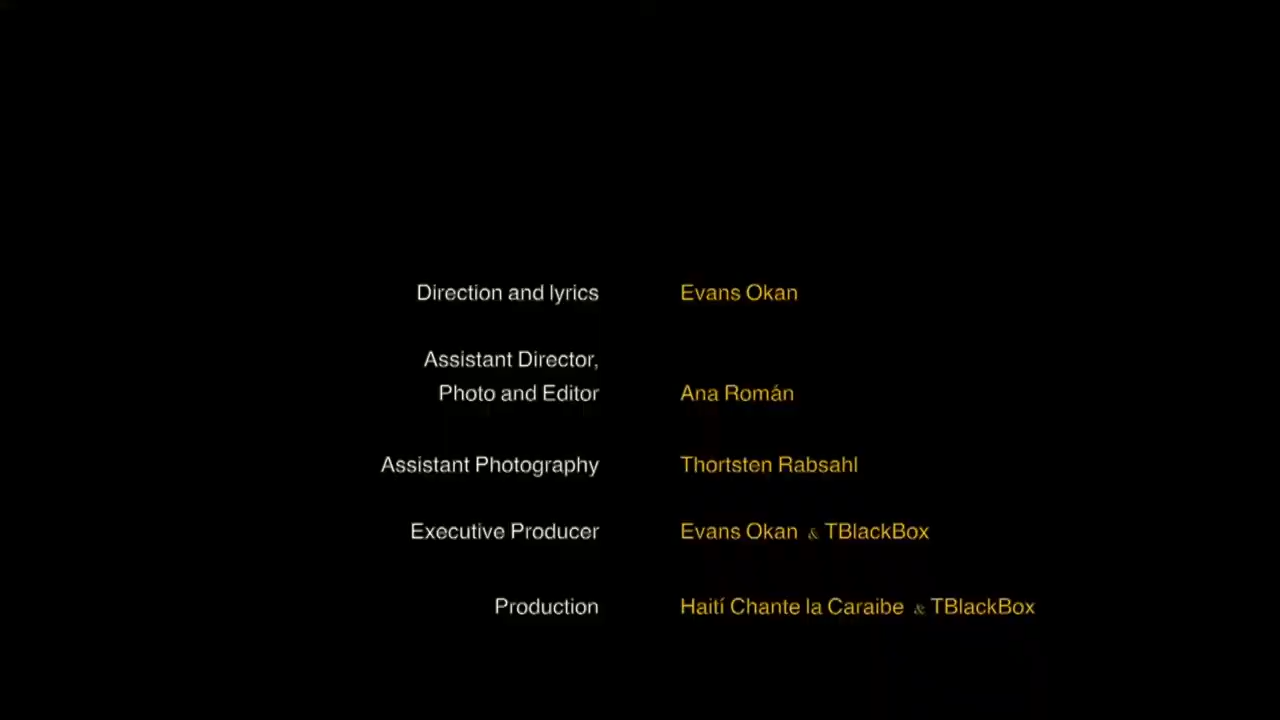 Direction and lyrics Evans Okan
Assistant Director,
Photo and Editor Ana Román
Assistant Photography Thortsten Rabsahl
Executive Producer Evans Okan & TBlackBox
Production Haití Chante la Caraibe & TBlackBox